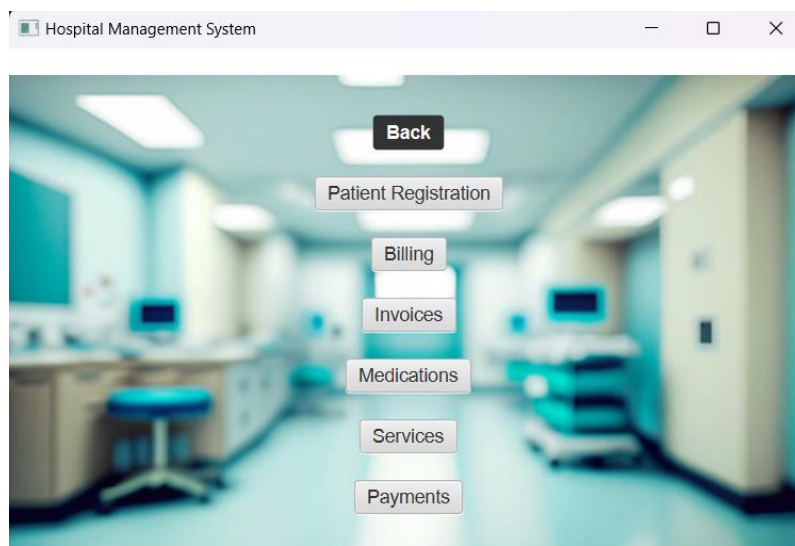 Hospital Management System
Back
Patient Registration
Billing
Invoices
Medications
Services
Payments